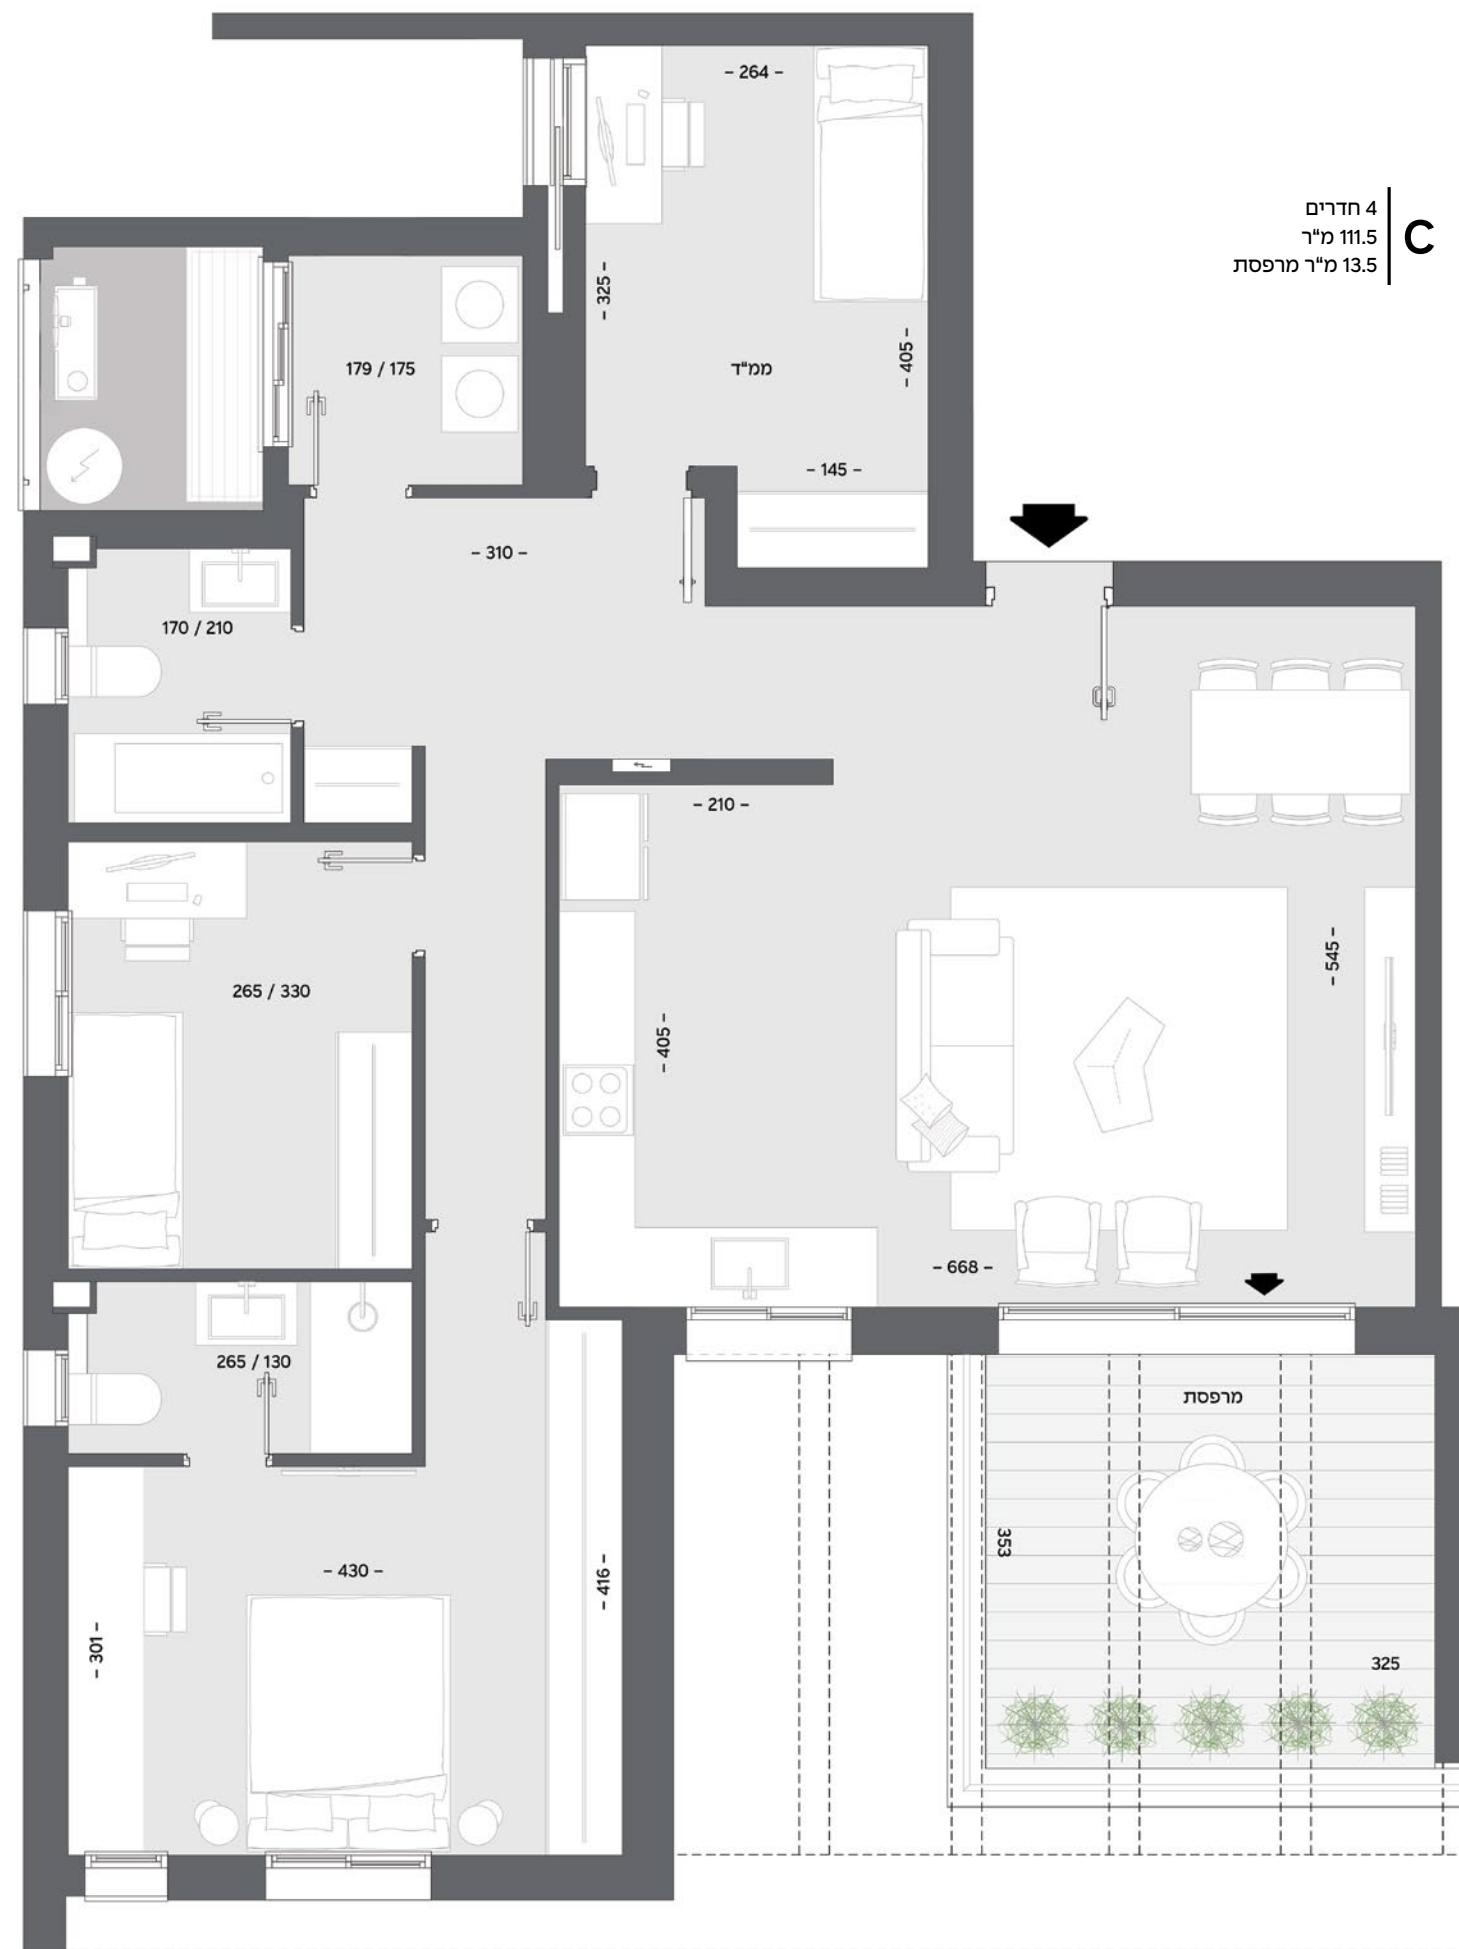 C
4 חדרים
111.5 מ"ר
13.5 מ"ר מרפסת
– 264 –
– 325 –
179 / 175
ממ"ד
– 405 –
– 145 –
– 310 –
170 / 210
– 210 –
– 545 –
265 / 330
– 405 –
– 668 –
265 / 130
מרפסת
353
– 430 –
– 416 –
– 301 –
325